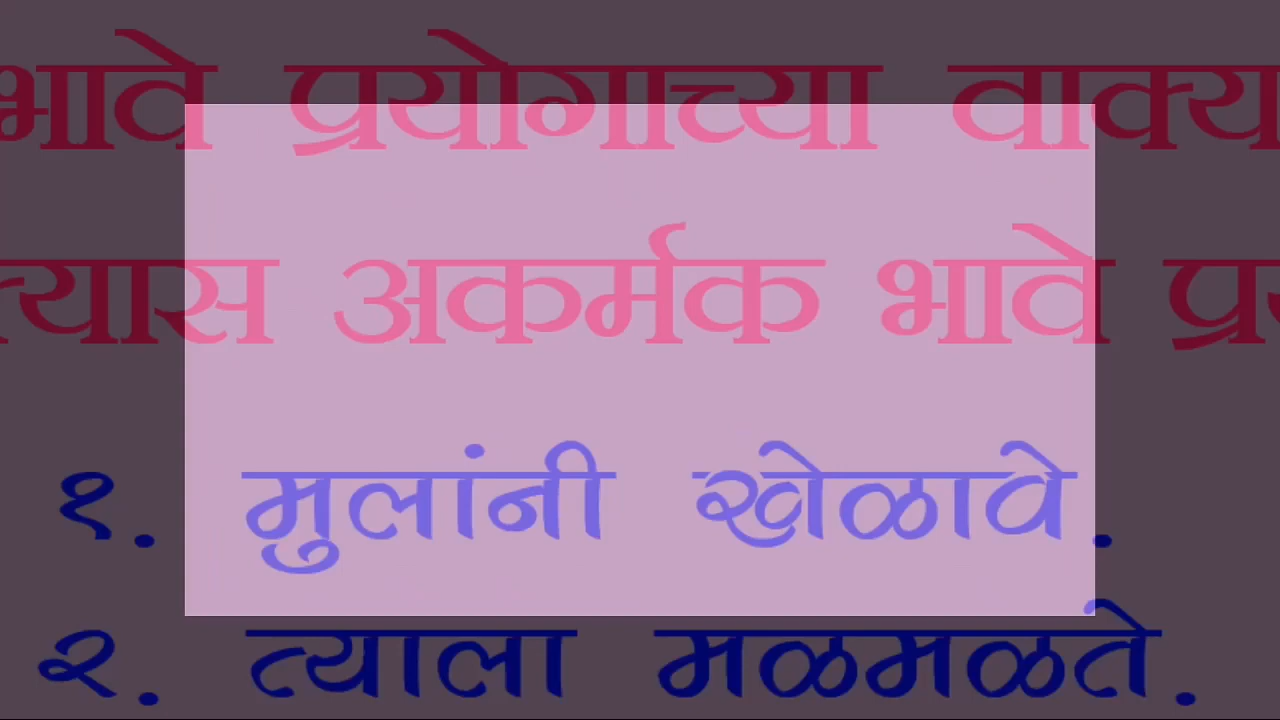 भावे प्रयोगाच्या
त्यास अकर्मक भावे
१. मुलांनी खेळावे.
२. त्याला मळमळते.